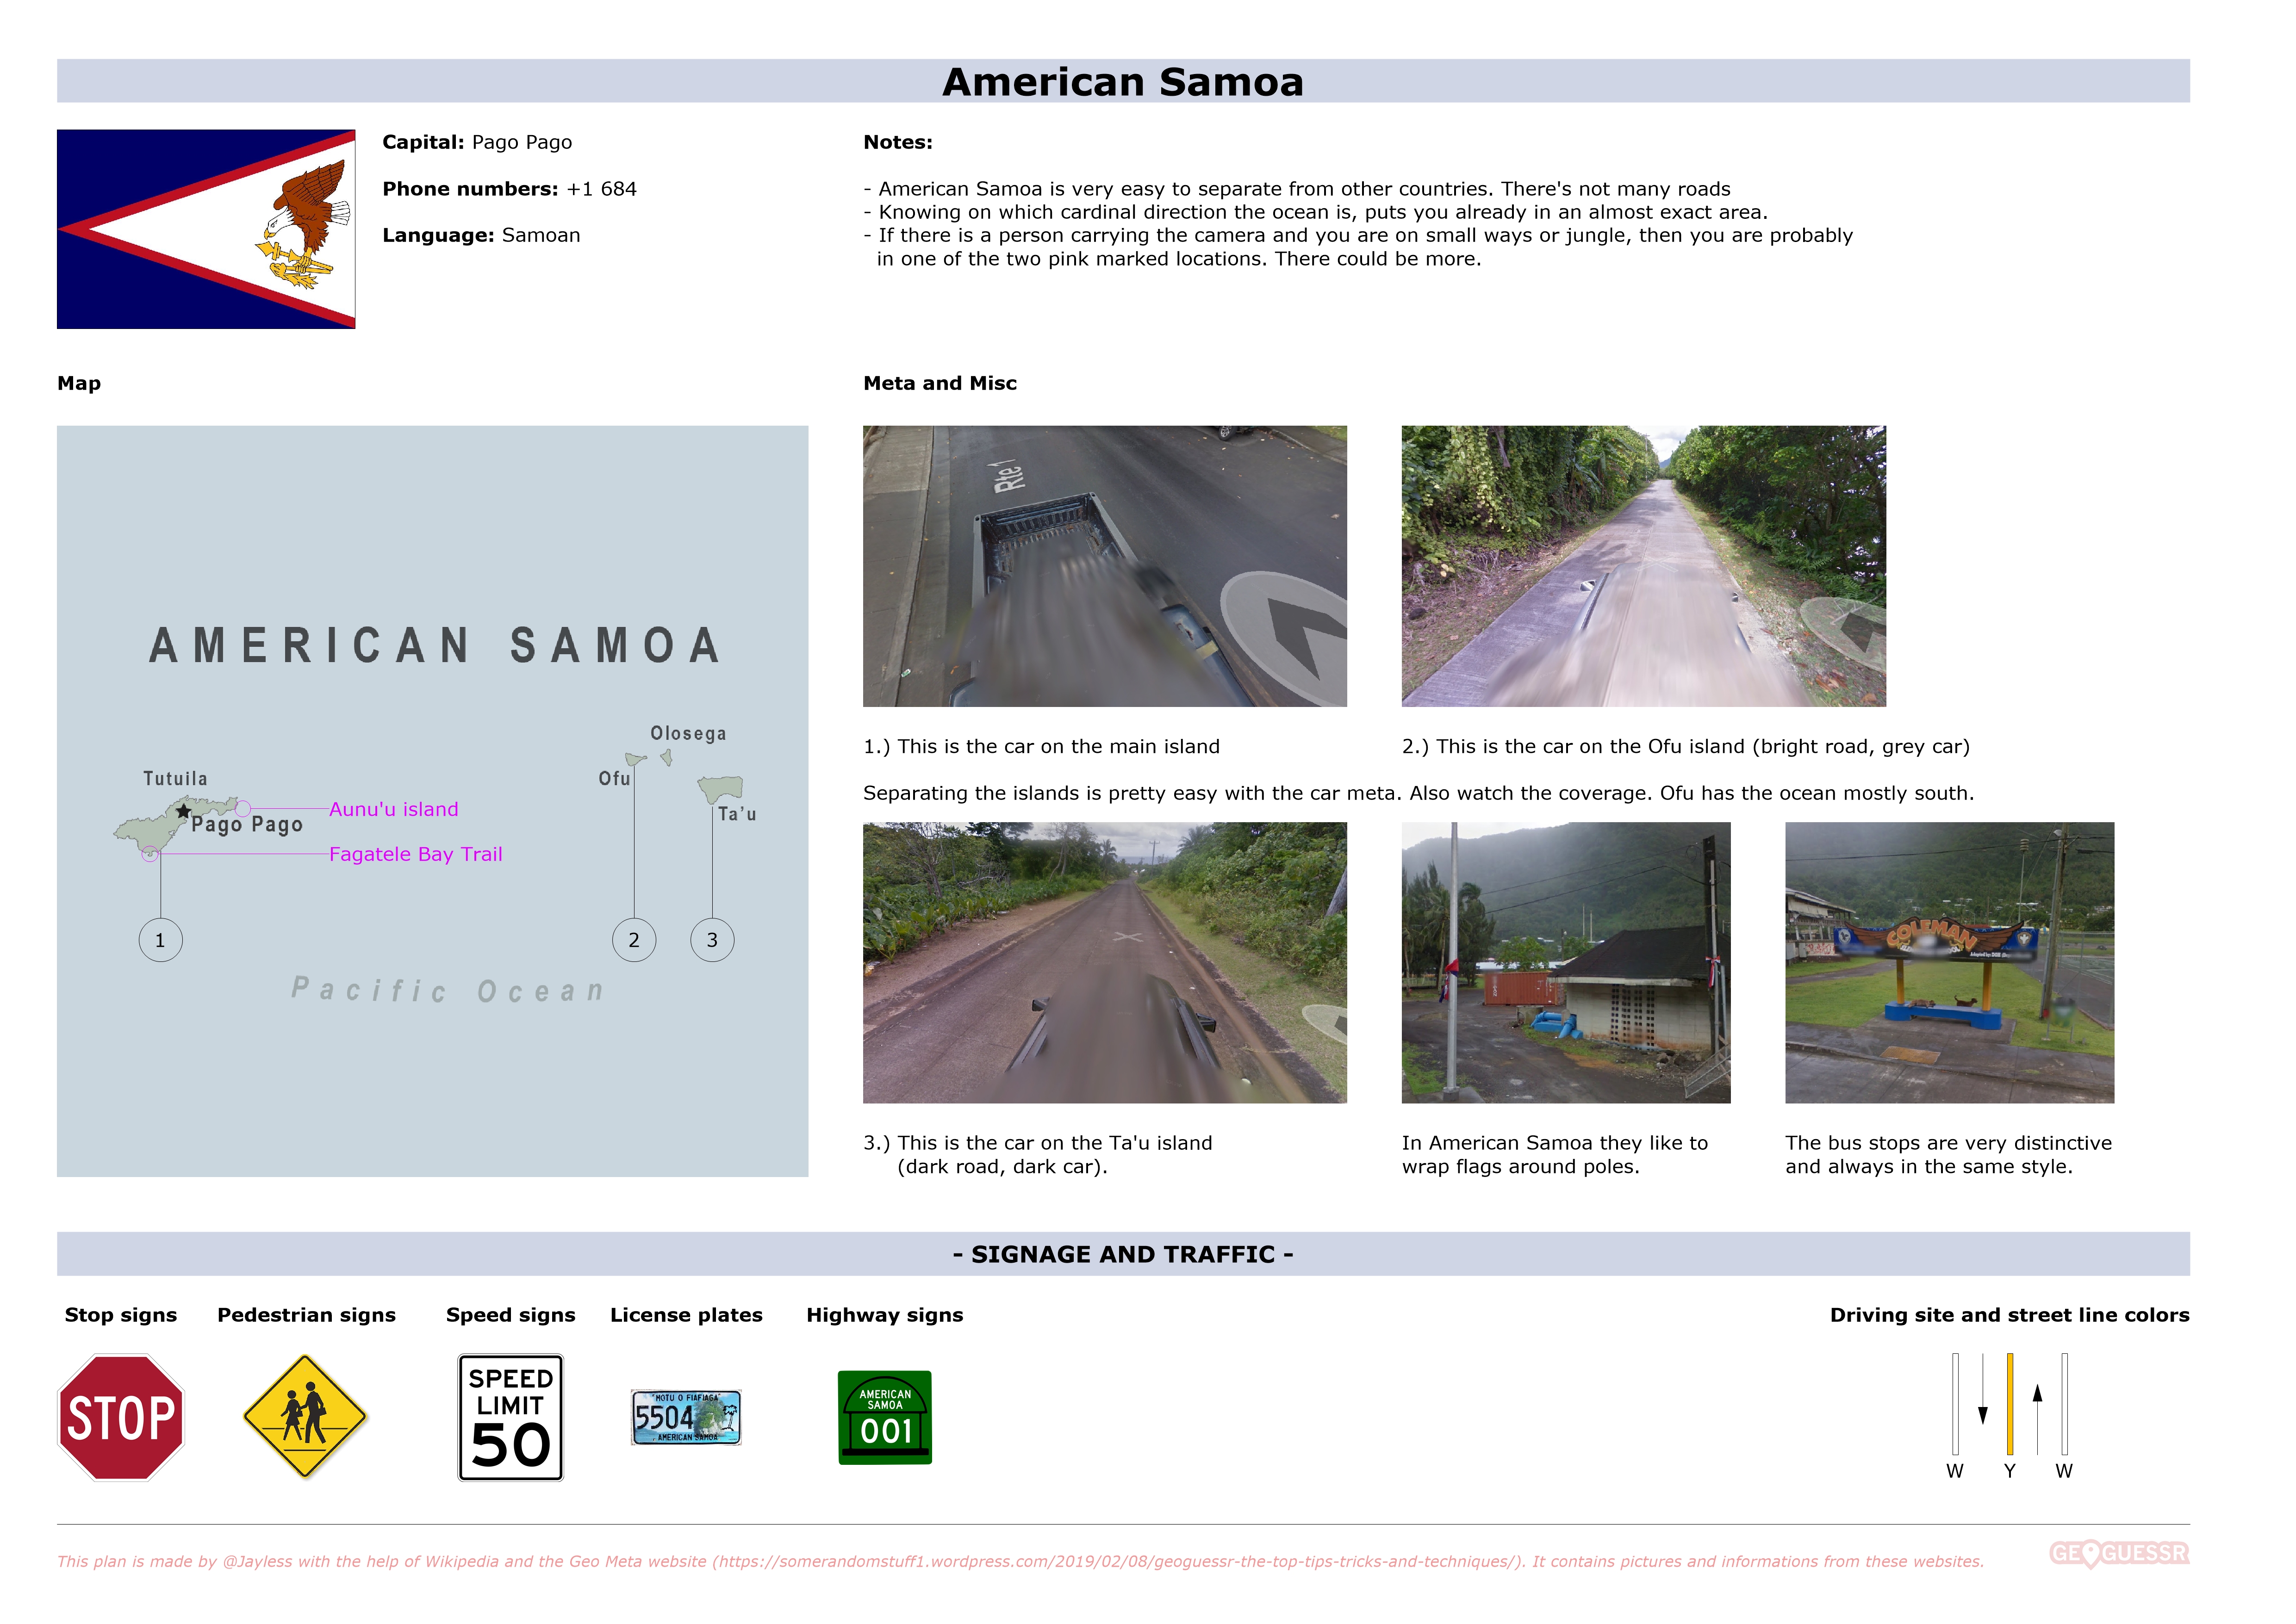 American Samoa
Capital: Pago Pago
Phone numbers: +1 684
Language: Samoan
Notes:
- American Samoa is very easy to separate from other countries. There's not many roads
- Knowing on which cardinal direction the ocean is, puts you already in an almost exact area.
- If there is a person carrying the camera and you are on small ways or jungle, then you are probably
in one of the two pink marked locations. There could be more.
Map
AMERICAN SAMOA
Olosega
Ofu
Tutuila
Ta'u
Aunu'u island
Pago Pago
Fagatele Bay Trail
1
2
3
Pacific Ocean
Meta and Misc
Rte 1
1.) This is the car on the main island
2.) This is the car on the Ofu island (bright road, grey car)
Separating the islands is pretty easy with the car meta. Also watch the coverage. Ofu has the ocean mostly south.
COLEMAN
3.) This is the car on the Ta'u island
(dark road, dark car).
In American Samoa they like to
wrap flags around poles.
The bus stops are very distinctive
and always in the same style.
- SIGNAGE AND TRAFFIC -
Stop signs
Pedestrian signs
Speed signs
License plates
Highway signs
Driving site and street line colors
STOP
SPEED
LIMIT
50
"MOTU O FIAFIAGA"
5504
AMERICAN SAMOA
AMERICAN
SAMOA
001
W
Y
W
This plan is made by @Jayless with the help of Wikipedia and the Geo Meta website (https://somerandomstuff1.wordpress.com/2019/02/08/geoguessr-the-top-tips-tricks-and-techniques/). It contains pictures and informations from these websites.
GEOGUESSR